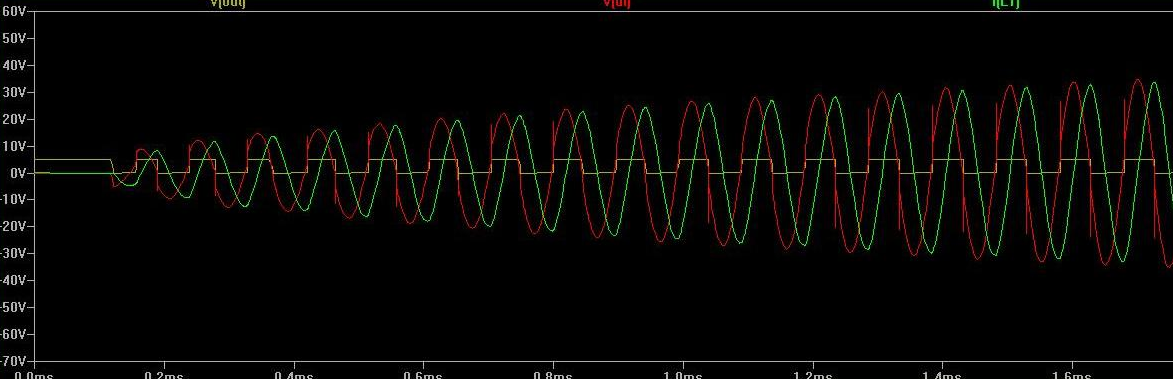 V(out) V(dl) I(L1)
60V
50V
40V
30V
20V
10V
0V
-10V
-20V
-30V
-40V
-50V
-60V
-70V
0.0ms 0.2ms 0.4ms 0.6ms 0.8ms 1.0ms 1.2ms 1.4ms 1.6ms